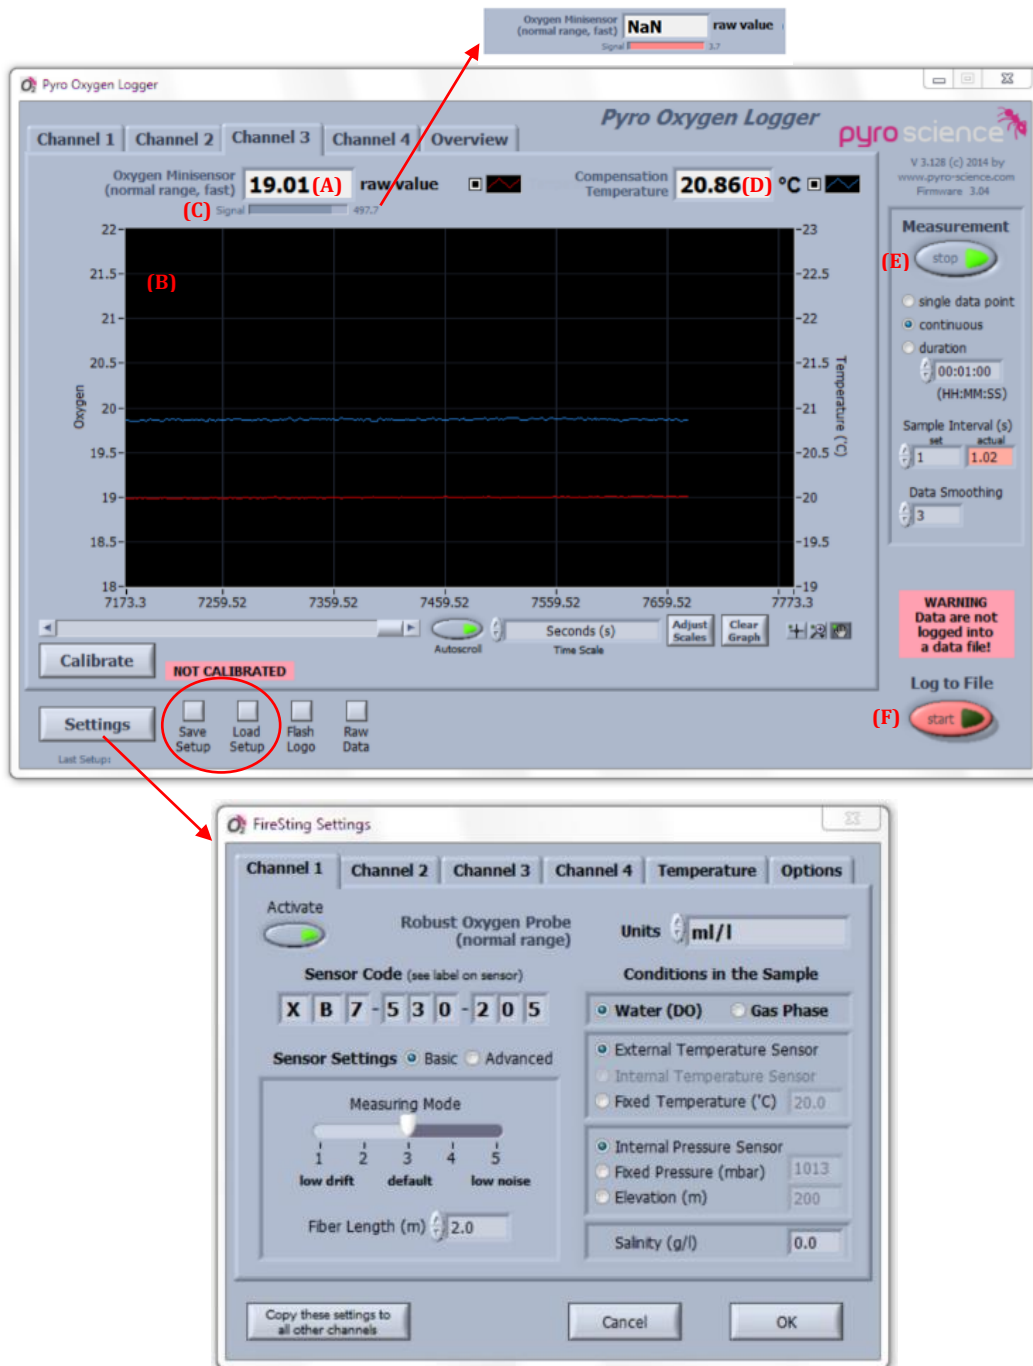 Oxygen Minisensor
(normal range, fast) NaN raw value
Signal 3.7
Pyro Oxygen Logger
Pyro Oxygen Logger
pyro science
Channel 1 Channel 2 Channel 3 Channel 4 Overview
V 3.128 (c) 2014 by
www.pyro-science.com
Firmware 3.04
Oxygen Minisensor
(normal range, fast) 19.01 (A) raw value
Compensation
Temperature 20.86 (D) °C
(C) Signal 497.7
(B)
22
21.5
21
20.5
20
19.5
19
18.5
18
Oxygen
23
22.5
22
21.5
21
20.5
20
19.5
19
Temperature (°C)
7173.3 7259.52 7359.52 7459.52 7559.52 7659.52 7773.3
Autoscroll
Seconds (s)
Time Scale
Adjust
Scales
Clear
Graph
Calibrate
NOT CALIBRATED
Measurement
(E) stop
single data point
continuous
duration
00:01:00
(HH:MM:SS)
Sample Interval (s)
set actual
1 1.02
Data Smoothing
3
WARNING
Data are not
logged into
a data file!
Log to File
(F) start
Settings
Save
Setup
Load
Setup
Flash
Logo
Raw
Data
Last Setup:
FireSting Settings
Channel 1 Channel 2 Channel 3 Channel 4 Temperature Options
Activate
Robust Oxygen Probe
(normal range)
Units ml/l
Sensor Code (see label on sensor)
X B 7 - 5 3 0 - 2 0 5
Sensor Settings Basic Advanced
Measuring Mode
1 2 3 4 5
low drift default low noise
Fiber Length (m) 2.0
Conditions in the Sample
Water (DO) Gas Phase
External Temperature Sensor
Internal Temperature Sensor
Fixed Temperature (°C) 20.0
Internal Pressure Sensor
Fixed Pressure (mbar) 1013
Elevation (m) 200
Salinity (g/l) 0.0
Copy these settings to
all other channels
Cancel
OK